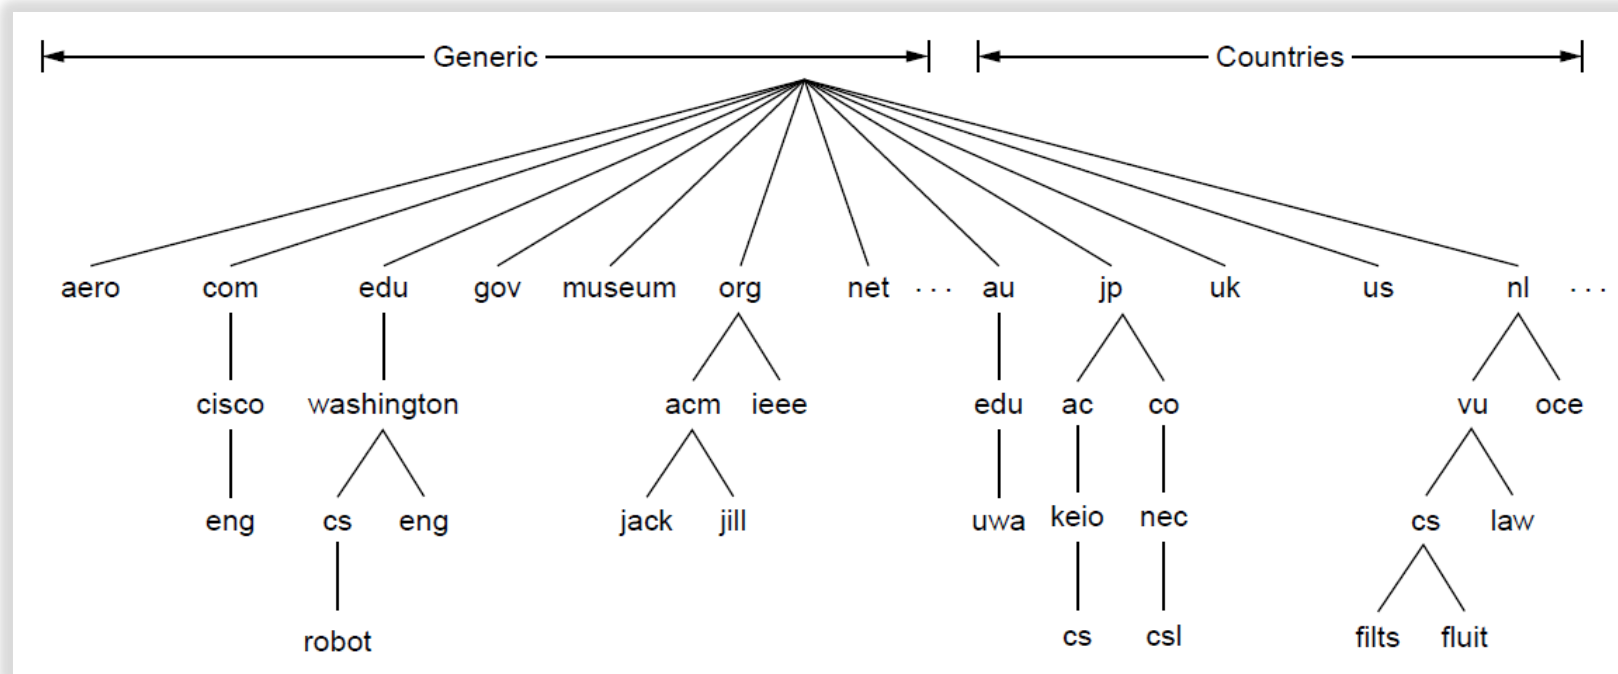 Generic Countries
aero com edu gov museum org net ... au jp uk us nl ...
cisco washington acm ieee edu ac co vu oce
eng cs eng jack jill uwa keio nec cs law
robot cs csl filts fluit